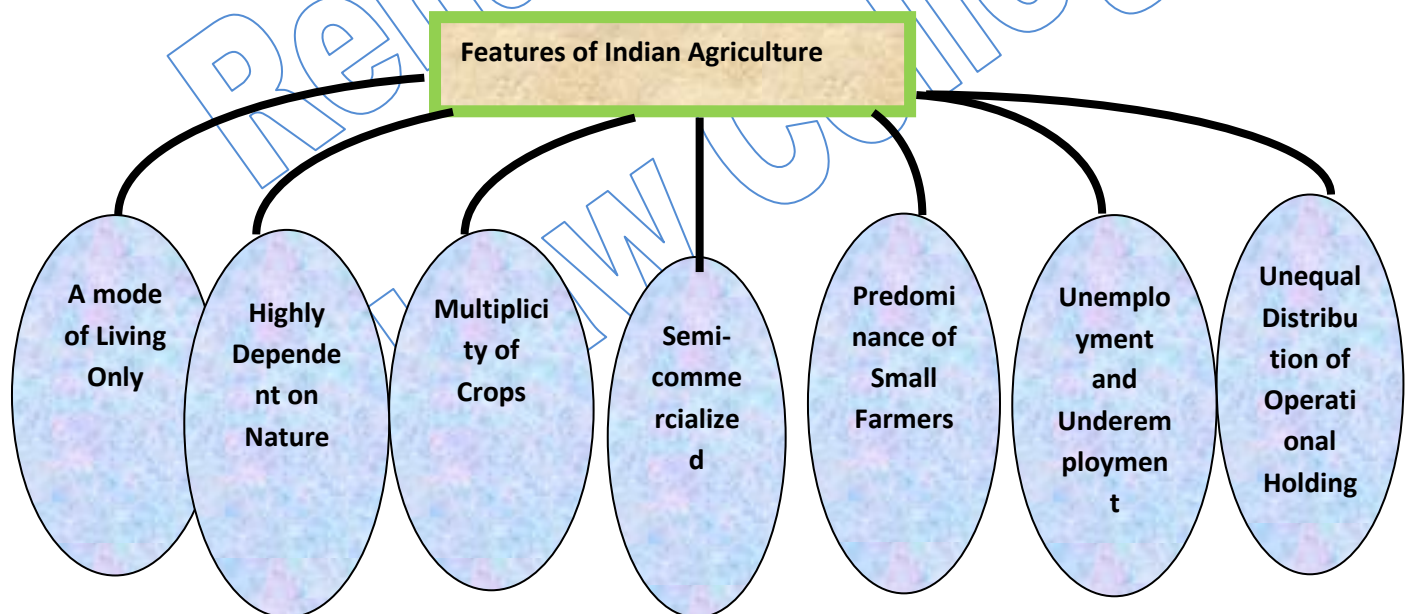 Features of Indian Agriculture
A mode
of Living
Only
Highly
Depende
nt on
Nature
Multiplici
ty of
Crops
Semi-
comme
rcialize
d
Predomi
nance of
Small
Farmers
Unemplo
yment
and
Underem
ploymen
t
Unequal
Distribu
tion of
Operati
onal
Holding